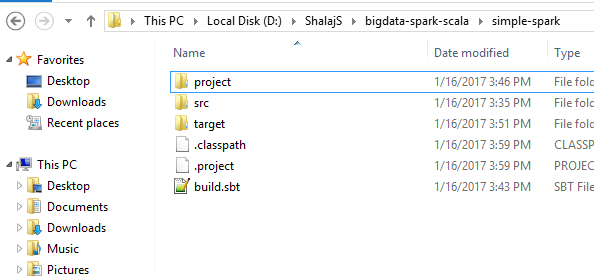 This PC ▸ Local Disk (D:) ▸ ShalajS ▸ bigdata-spark-scala ▸ simple-spark
Favorites
Desktop
Downloads
Recent places
This PC
Desktop
Documents
Downloads
Music
Pictures
Name Date modified Type
project 1/16/2017 3:46 PM File fold
src 1/16/2017 3:35 PM File fold
target 1/16/2017 3:51 PM File fold
.classpath 1/16/2017 3:59 PM CLASSP
.project 1/16/2017 3:59 PM PROJEC
build.sbt 1/16/2017 3:43 PM SBT File